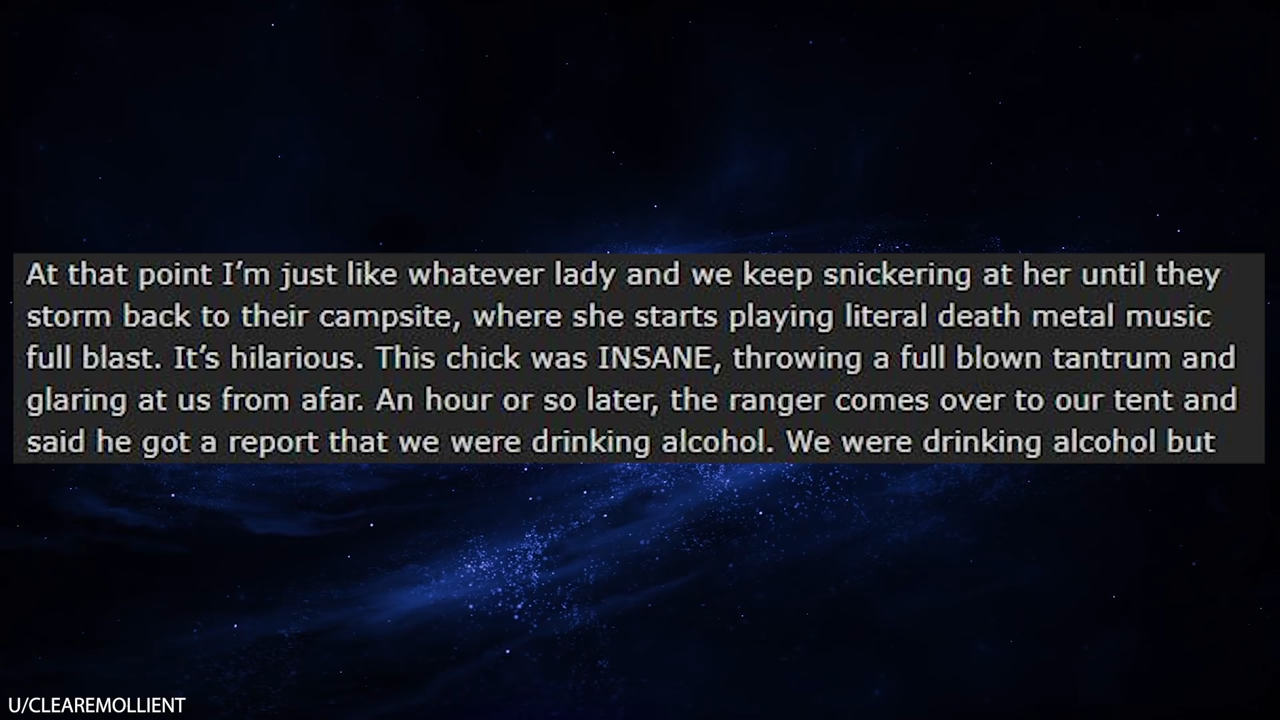 At that point I’m just like whatever lady and we keep snickering at her until they
storm back to their campsite, where she starts playing literal death metal music
full blast. It’s hilarious. This chick was INSANE, throwing a full blown tantrum and
glaring at us from afar. An hour or so later, the ranger comes over to our tent and
said he got a report that we were drinking alcohol. We were drinking alcohol but
U/CLEAREMOLLIENT